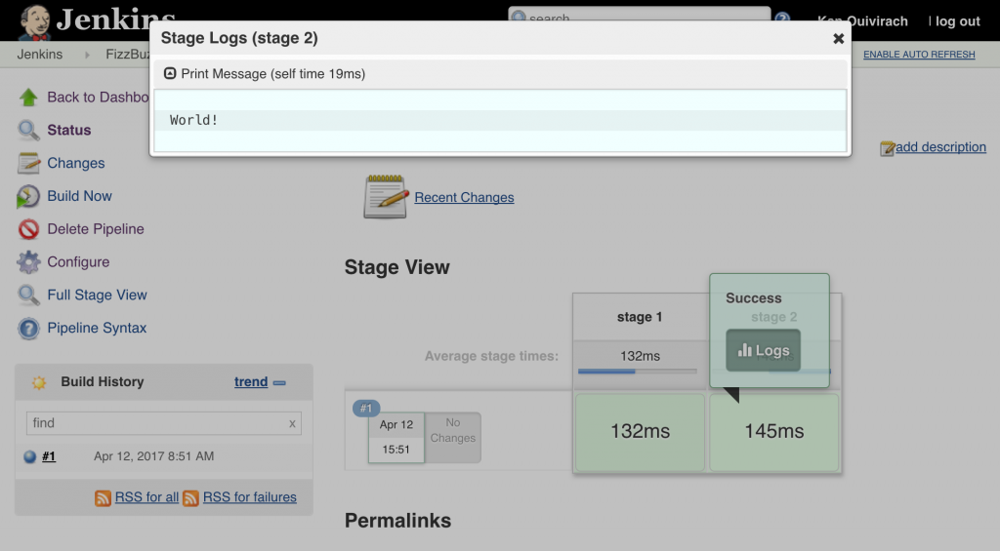 Jenkins
search
Quivirach
| log out
Stage Logs (stage 2)
Print Message (self time 19ms)
World!
Jenkins
ENABLE AUTO REFRESH
Back to Dashbo
Status
Changes
Build Now
Delete Pipeline
Configure
Full Stage View
Pipeline Syntax
add description
Recent Changes
Stage View
stage 1
Success
stage 2
Logs
Average stage times:
132ms
#1
Apr 12
15:51
No
Changes
132ms
145ms
Build History
trend
find
x
#1
Apr 12, 2017 8:51 AM
RSS for all
RSS for failures
Permalinks